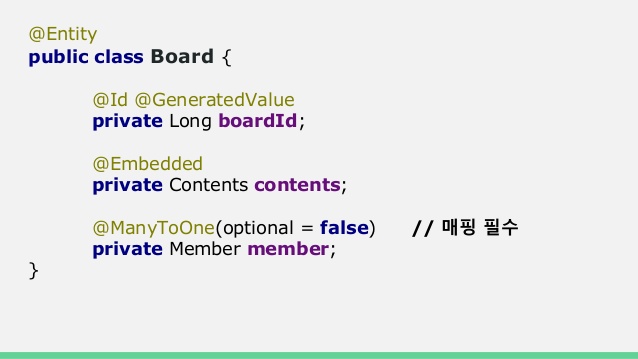 @Entity
public class Board {
@Id @GeneratedValue
private Long boardId;
@Embedded
private Contents contents;
@ManyToOne(optional = false) // 매핑 필수
private Member member;
}